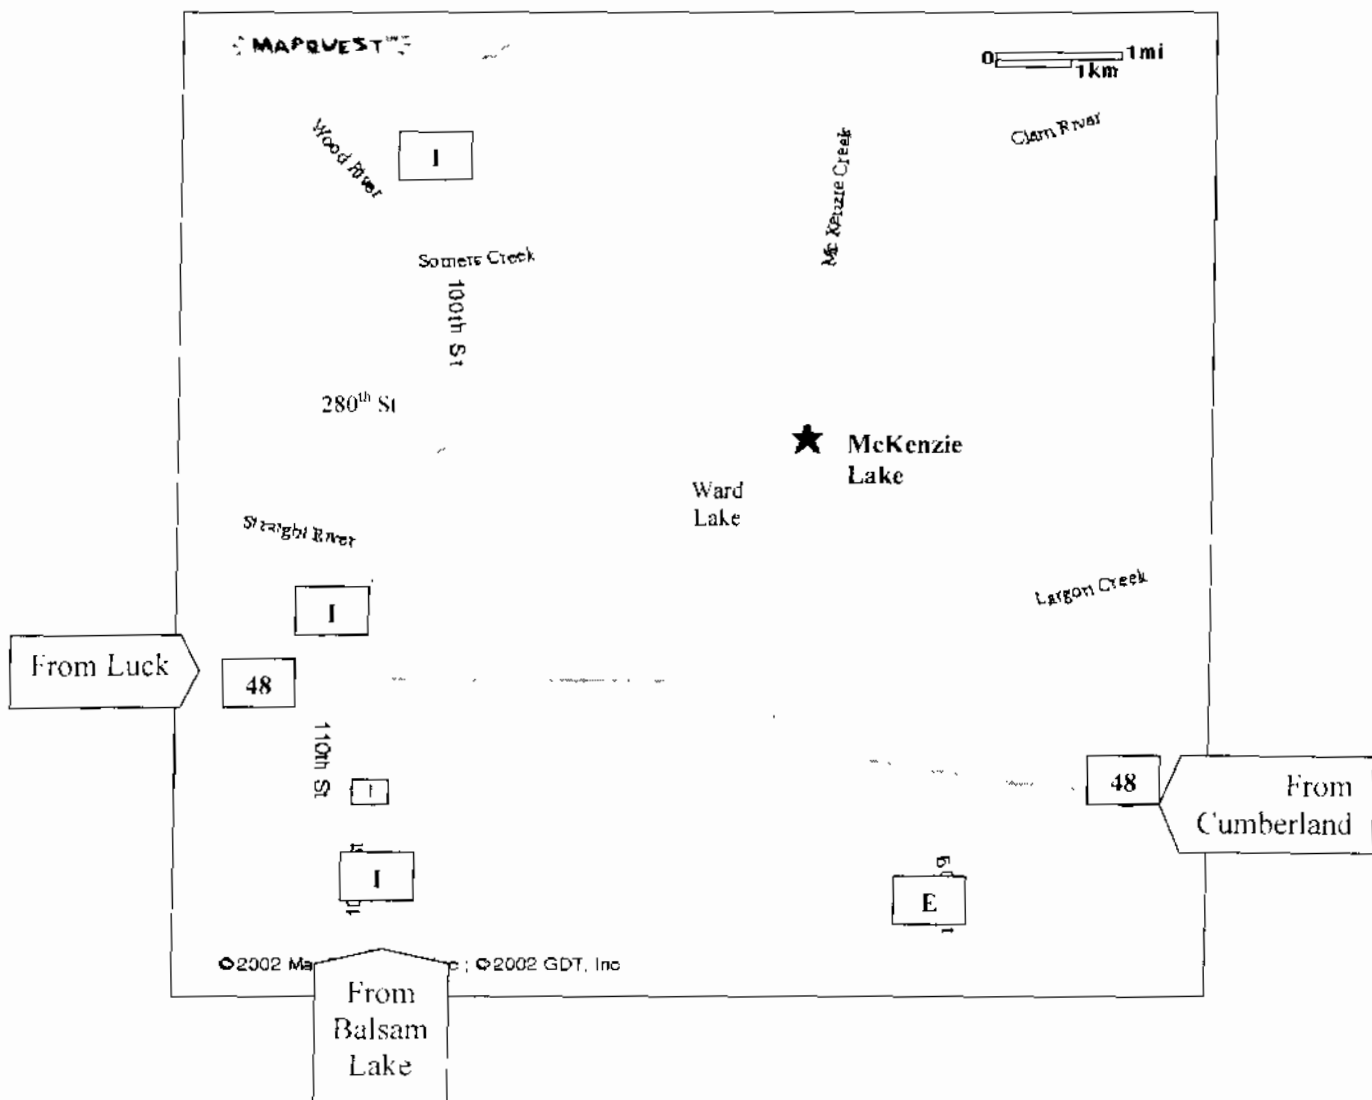 MAPQUEST
0 1mi
1km
Wood River
I
Mc Kenzie Creek
Clam River
Somers Creek
100th St
280th St
McKenzie
Lake
Ward
Lake
Straight River
Largon Creek
I
From Luck
48
110th St
48
From
Cumberland
I
E
©2002 GDT, Inc
From
Balsam
Lake